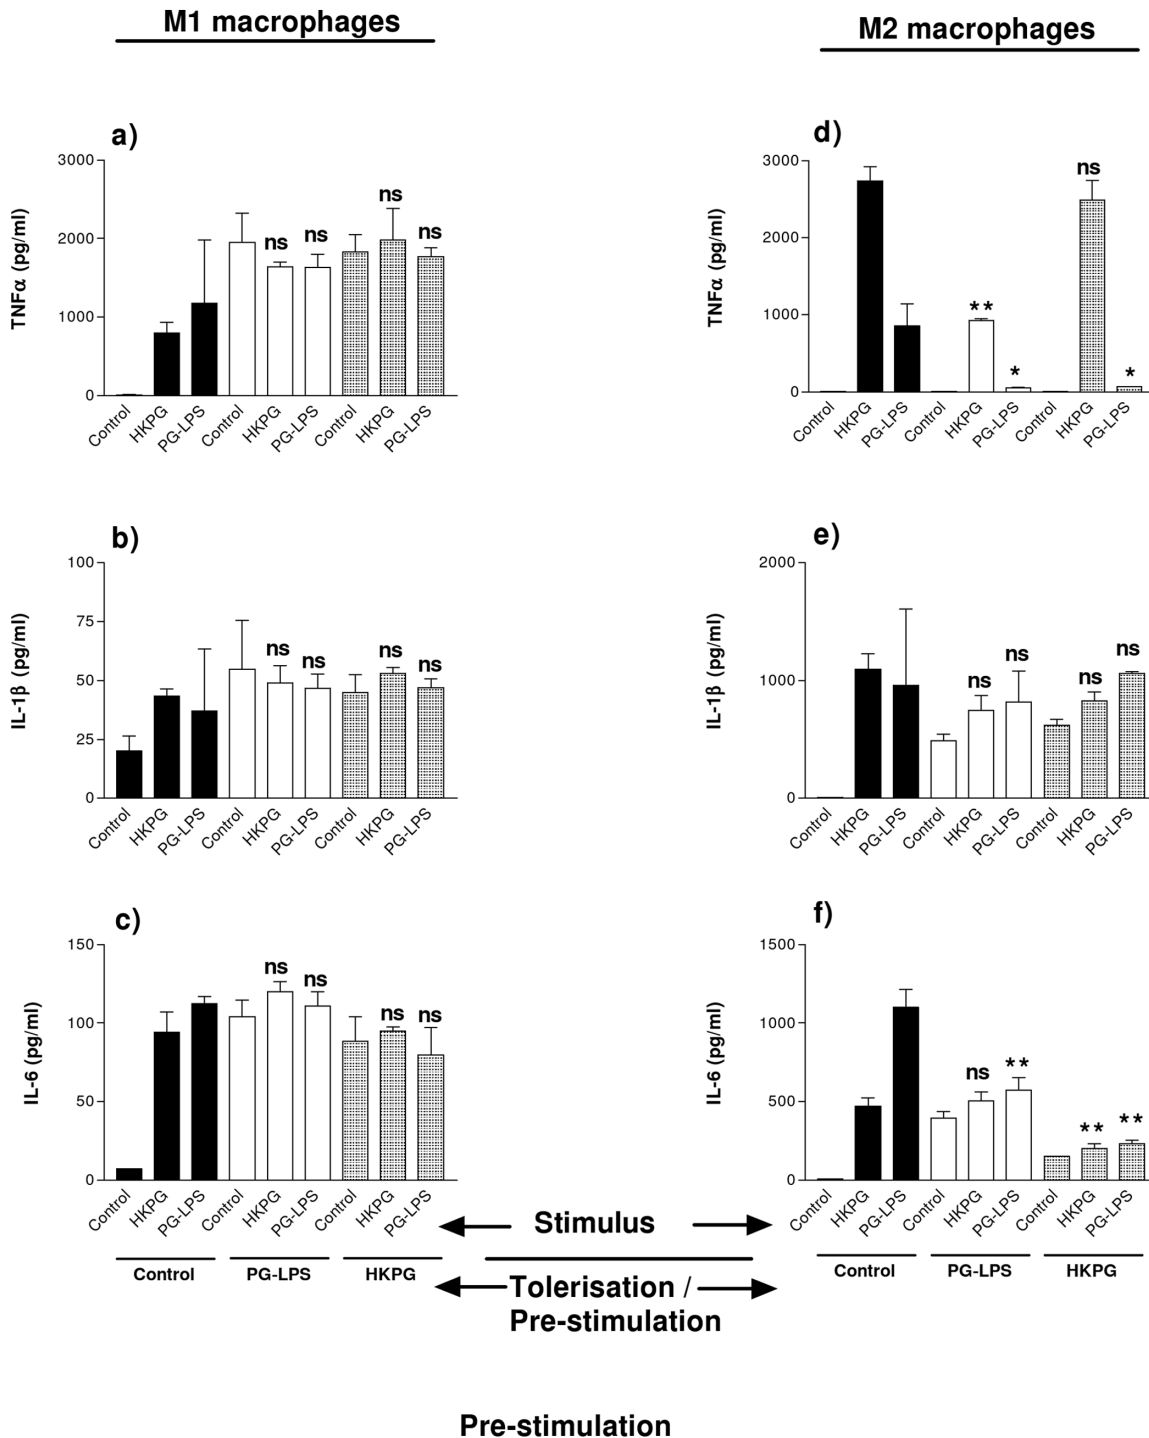 M1 macrophages
M2 macrophages
a)
3000
2000
1000
0
TNFα (pg/ml)
ns
ns
ns
ns
Control
HKPG
PG-LPS
Control
HKPG
PG-LPS
Control
HKPG
PG-LPS
d)
3000
2000
1000
0
TNFα (pg/ml)
**
*
ns
*
Control
HKPG
PG-LPS
Control
HKPG
PG-LPS
Control
HKPG
PG-LPS
b)
100
75
50
25
0
IL-1β (pg/ml)
ns
ns
ns
ns
Control
HKPG
PG-LPS
Control
HKPG
PG-LPS
Control
HKPG
PG-LPS
e)
2000
1000
0
IL-1β (pg/ml)
ns
ns
ns
ns
Control
HKPG
PG-LPS
Control
HKPG
PG-LPS
Control
HKPG
PG-LPS
c)
150
100
50
0
IL-6 (pg/ml)
ns
ns
ns
ns
Control
HKPG
PG-LPS
Control
HKPG
PG-LPS
Control
HKPG
PG-LPS
Control
PG-LPS
HKPG
f)
1500
1000
500
0
IL-6 (pg/ml)
ns
**
**
**
Control
HKPG
PG-LPS
Control
HKPG
PG-LPS
Control
HKPG
PG-LPS
Control
PG-LPS
HKPG
Stimulus
Tolerisation /
Pre-stimulation
Pre-stimulation